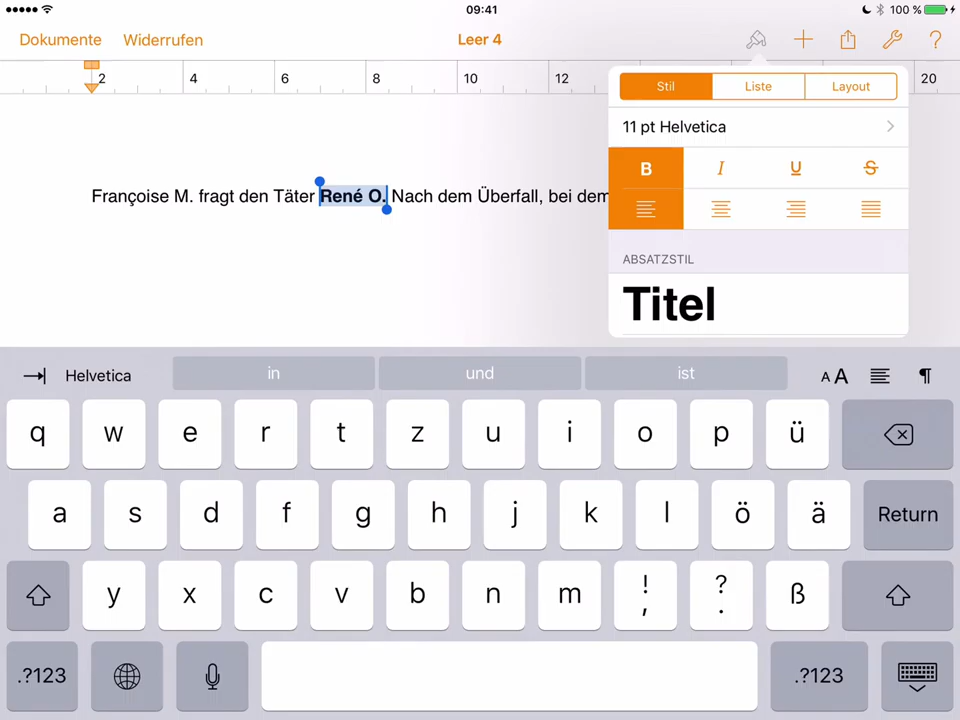 09:41
100 %
Dokumente Widerrufen Leer 4 ?
2 4 6 8 10 12 20
Stil Liste Layout
11 pt Helvetica
B I U S
Françoise M. fragt den Täter René O. Nach dem Überfall, bei dem
ABSATZSTIL
Titel
Helvetica in und ist AA ¶
q w e r t z u i o p ü
a s d f g h j k l ö ä Return
y x c v b n m ! , ? . ß
.?123 .?123